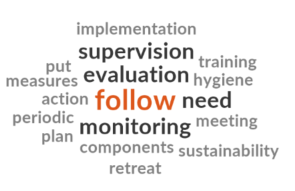 implementation
supervision
put evaluation training
measures hygiene
action follow need
periodic meeting
plan monitoring
components sustainability
retreat